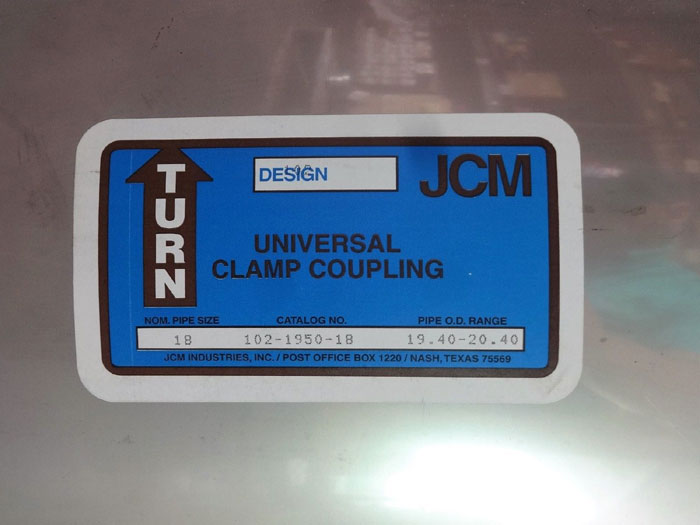 TURN
DESIGN
JCM
UNIVERSAL
CLAMP COUPLING
NOM. PIPE SIZE CATALOG NO. PIPE O.D. RANGE
18 102-1950-18 19.40-20.40
JCM INDUSTRIES, INC. / POST OFFICE BOX 1220 / NASH, TEXAS 75569